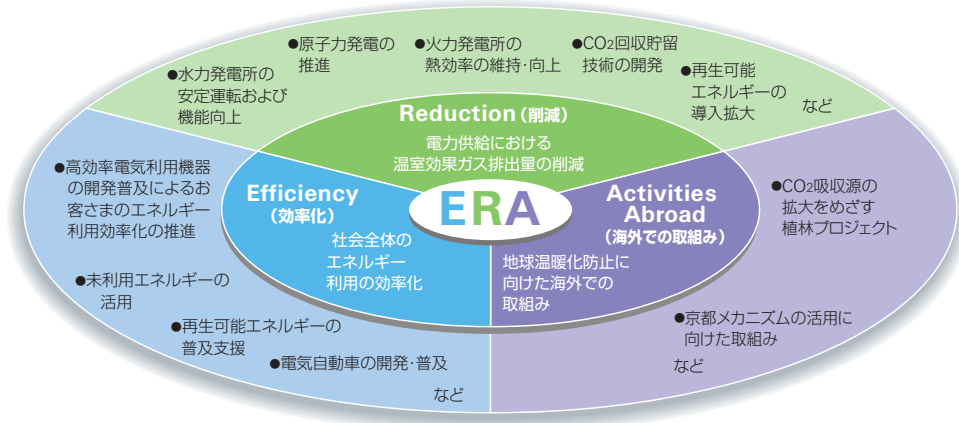 ●水力発電所の
安定運転および
機能向上
●原子力発電の
推進
●火力発電所の
熱効率の維持・向上
●CO2回収貯留
技術の開発
●再生可能
エネルギーの
導入拡大
など
Reduction(削減)
電力供給における
温室効果ガス排出量の削減
ERA
Efficiency
(効率化)
社会全体の
エネルギー
利用の効率化
Activities
Abroad
(海外での取組み)
地球温暖化防止に
向けた海外での
取組み
●高効率電気利用機器
の開発普及によるお
客さまのエネルギー
利用効率化の推進
●未利用エネルギーの
活用
●再生可能エネルギーの
普及支援
●電気自動車の開発・普及
など
●CO2吸収源の
拡大をめざす
植林プロジェクト
●京都メカニズムの活用に
向けた取組み
など